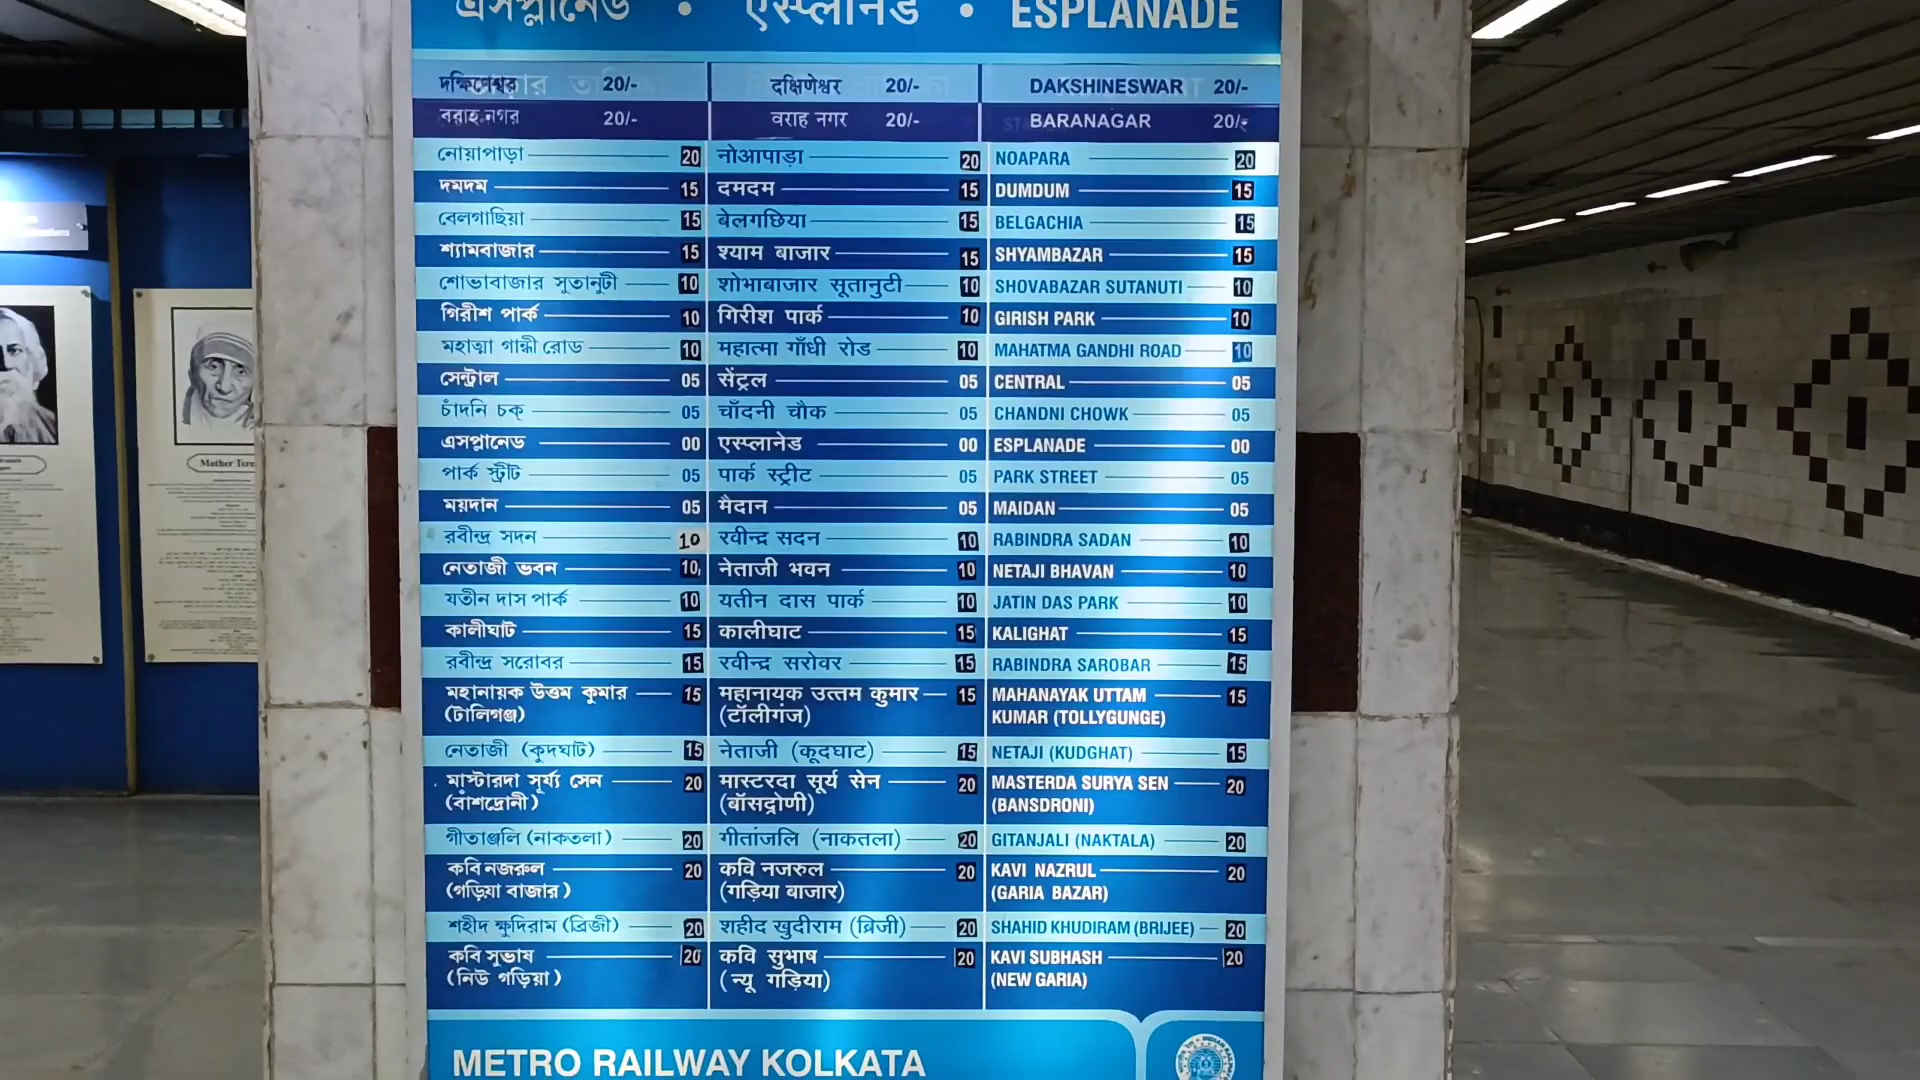 এসপ্লানেড • एस्प्लानेड • ESPLANADE
দক্ষিণেশ্বর 20/- दक्षिणेश्वर 20/- DAKSHINESWAR 20/-
বরাহ নগর 20/- वराह नगर 20/- BARANAGAR 20/-
নোয়াপাড়া 20 नोआपाड़ा 20 NOAPARA 20
দমদম 15 दमदम 15 DUMDUM 15
বেলগাছিয়া 15 बेलगछिया 15 BELGACHIA 15
শ্যামবাজার 15 श्याम बाजार 15 SHYAMBAZAR 15
শোভাবাজার সুতানুটী 10 शोभाबाजार सूतानुटी 10 SHOVABAZAR SUTANUTI 10
গিরীশ পার্ক 10 गिरीश पार्क 10 GIRISH PARK 10
মহাত্মা গান্ধী রোড 10 महात्मा गाँधी रोड 10 MAHATMA GANDHI ROAD 10
সেন্ট্রাল 05 सेंट्रल 05 CENTRAL 05
চাঁদনি চক্ 05 चाँदनी चौक 05 CHANDNI CHOWK 05
এসপ্লানেড 00 एस्प्लानेड 00 ESPLANADE 00
পার্ক স্ট্রীট 05 पार्क स्ट्रीट 05 PARK STREET 05
ময়দান 05 मैदान 05 MAIDAN 05
রবীন্দ্র সদন 10 रवीन्द्र सदन 10 RABINDRA SADAN 10
নেতাজী ভবন 10 नेताजी भवन 10 NETAJI BHAVAN 10
যতীন দাস পার্ক 10 यतीन दास पार्क 10 JATIN DAS PARK 10
কালীঘাট 15 कालीघाट 15 KALIGHAT 15
রবীন্দ্র সরোবর 15 रवीन्द्र सरोवर 15 RABINDRA SAROBAR 15
মহানায়ক উত্তম কুমার 15 महानायक उत्तम कुमार 15 MAHANAYAK UTTAM 15
(টালিগঞ্জ) (टॉलीगंज) KUMAR (TOLLYGUNGE)
নেতাজী (কুদঘাট) 15 नेताजी (कूदघाट) 15 NETAJI (KUDGHAT) 15
মাস্টারদা সূর্য্য সেন 20 मास्टरदा सूर्य सेन 20 MASTERDA SURYA SEN 20
(বাঁশদ্রোনী) (बाँसद्रोणी) (BANSDRONI)
গীতাঞ্জলি (নাকতলা) 20 गीतांजलि (नाकतला) 20 GITANJALI (NAKTALA) 20
কবি নজরুল 20 कवि नजरुल 20 KAVI NAZRUL 20
(গড়িয়া বাজার) (गड़िया बाजार) (GARIA BAZAR)
শহীদ ক্ষুদিরাম (ব্রিজী) 20 शहीद खुदीराम (ब्रिजी) 20 SHAHID KHUDIRAM (BRIJEE) 20
কবি সুভাষ 20 कवि सुभाष 20 KAVI SUBHASH 20
(নিউ গড়িয়া) (न्यू गड़िया) (NEW GARIA)
METRO RAILWAY KOLKATA
Mother Tere